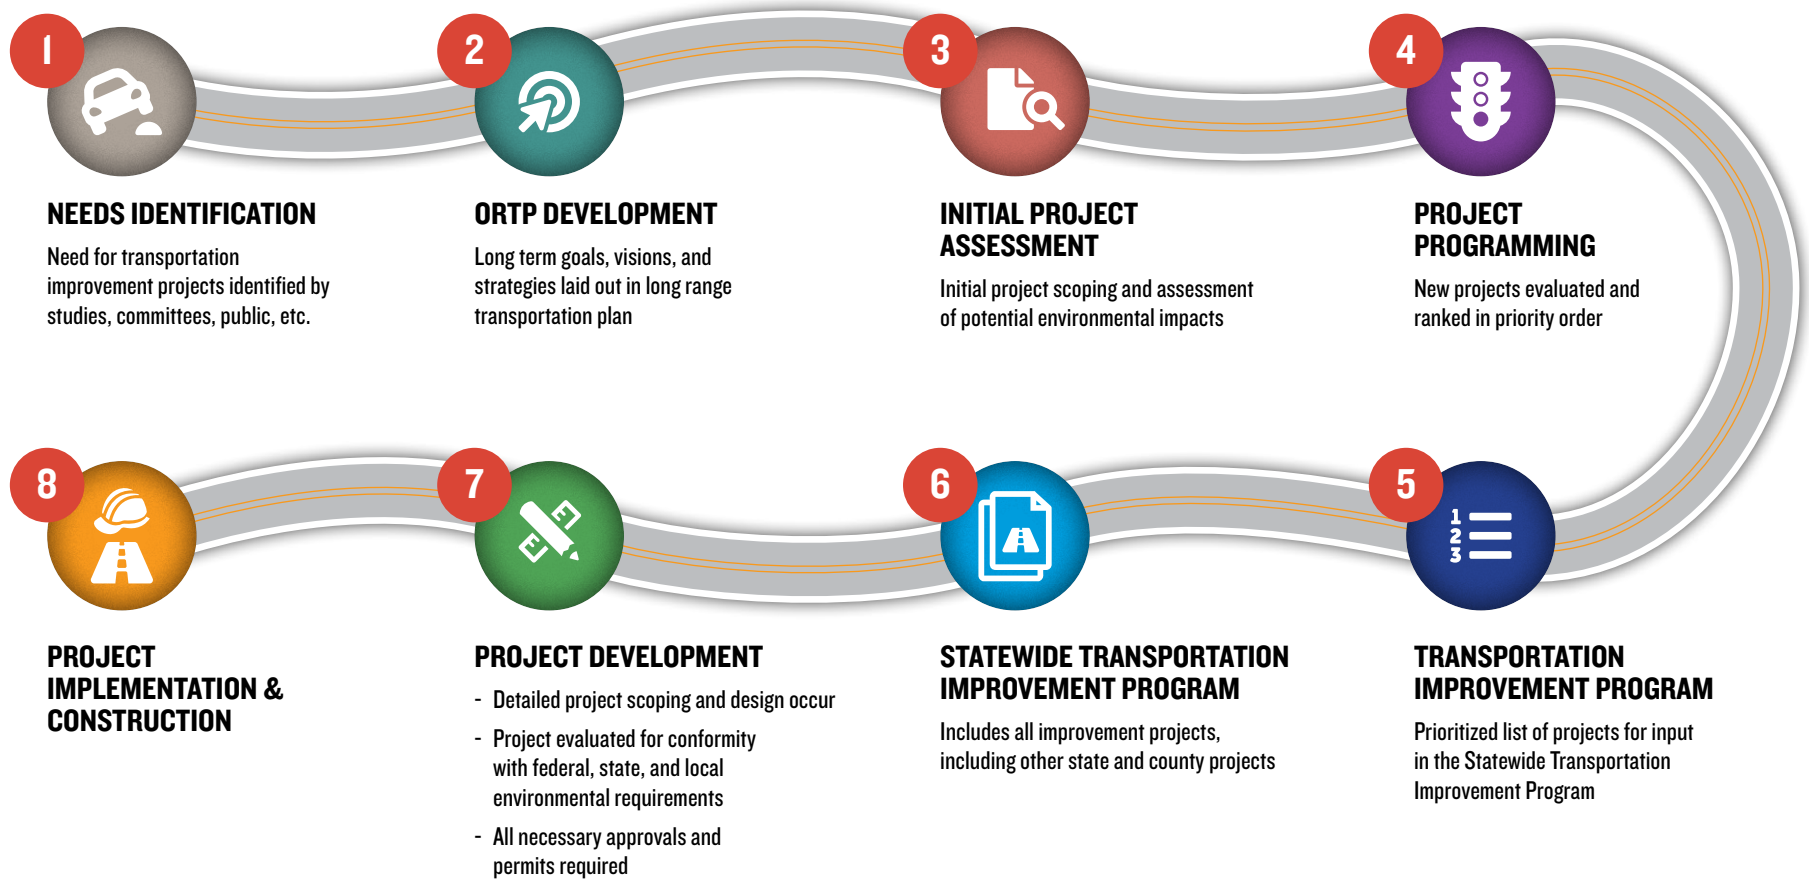 1
NEEDS IDENTIFICATION
Need for transportation
improvement projects identified by
studies, committees, public, etc.
2
ORTP DEVELOPMENT
Long term goals, visions, and
strategies laid out in long range
transportation plan
3
INITIAL PROJECT
ASSESSMENT
Initial project scoping and assessment
of potential environmental impacts
4
PROJECT
PROGRAMMING
New projects evaluated and
ranked in priority order
5
1
2
3
TRANSPORTATION
IMPROVEMENT PROGRAM
Prioritized list of projects for input
in the Statewide Transportation
Improvement Program
6
STATEWIDE TRANSPORTATION
IMPROVEMENT PROGRAM
Includes all improvement projects,
including other state and county projects
7
PROJECT DEVELOPMENT
- Detailed project scoping and design occur
- Project evaluated for conformity
with federal, state, and local
environmental requirements
- All necessary approvals and
permits required
8
PROJECT
IMPLEMENTATION &
CONSTRUCTION